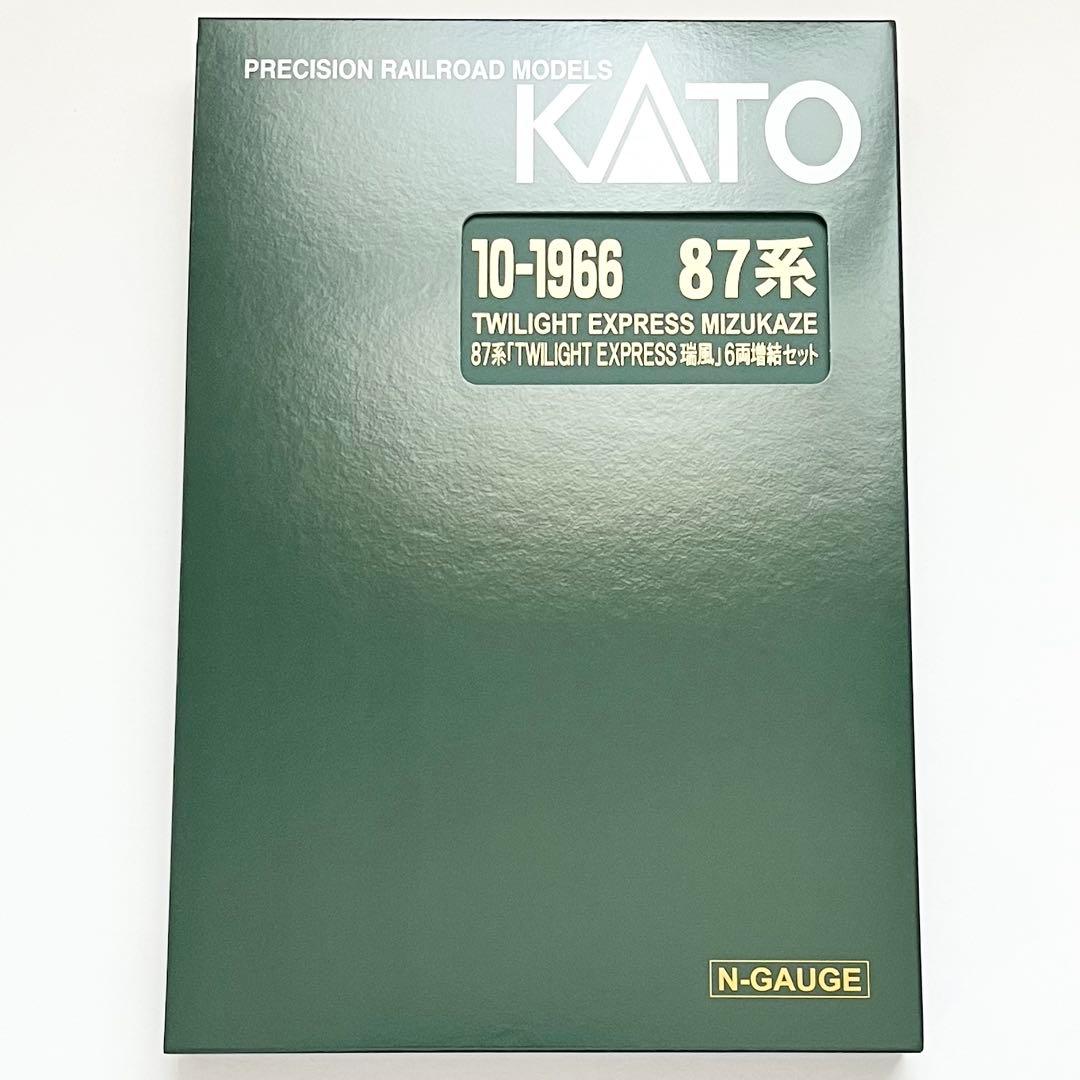 PRECISION RAILROAD MODELS
KATO
10-1966 87系
TWILIGHT EXPRESS MIZUKAZE
87系「TWILIGHT EXPRESS 瑞風」6両増結セット
N-GAUGE